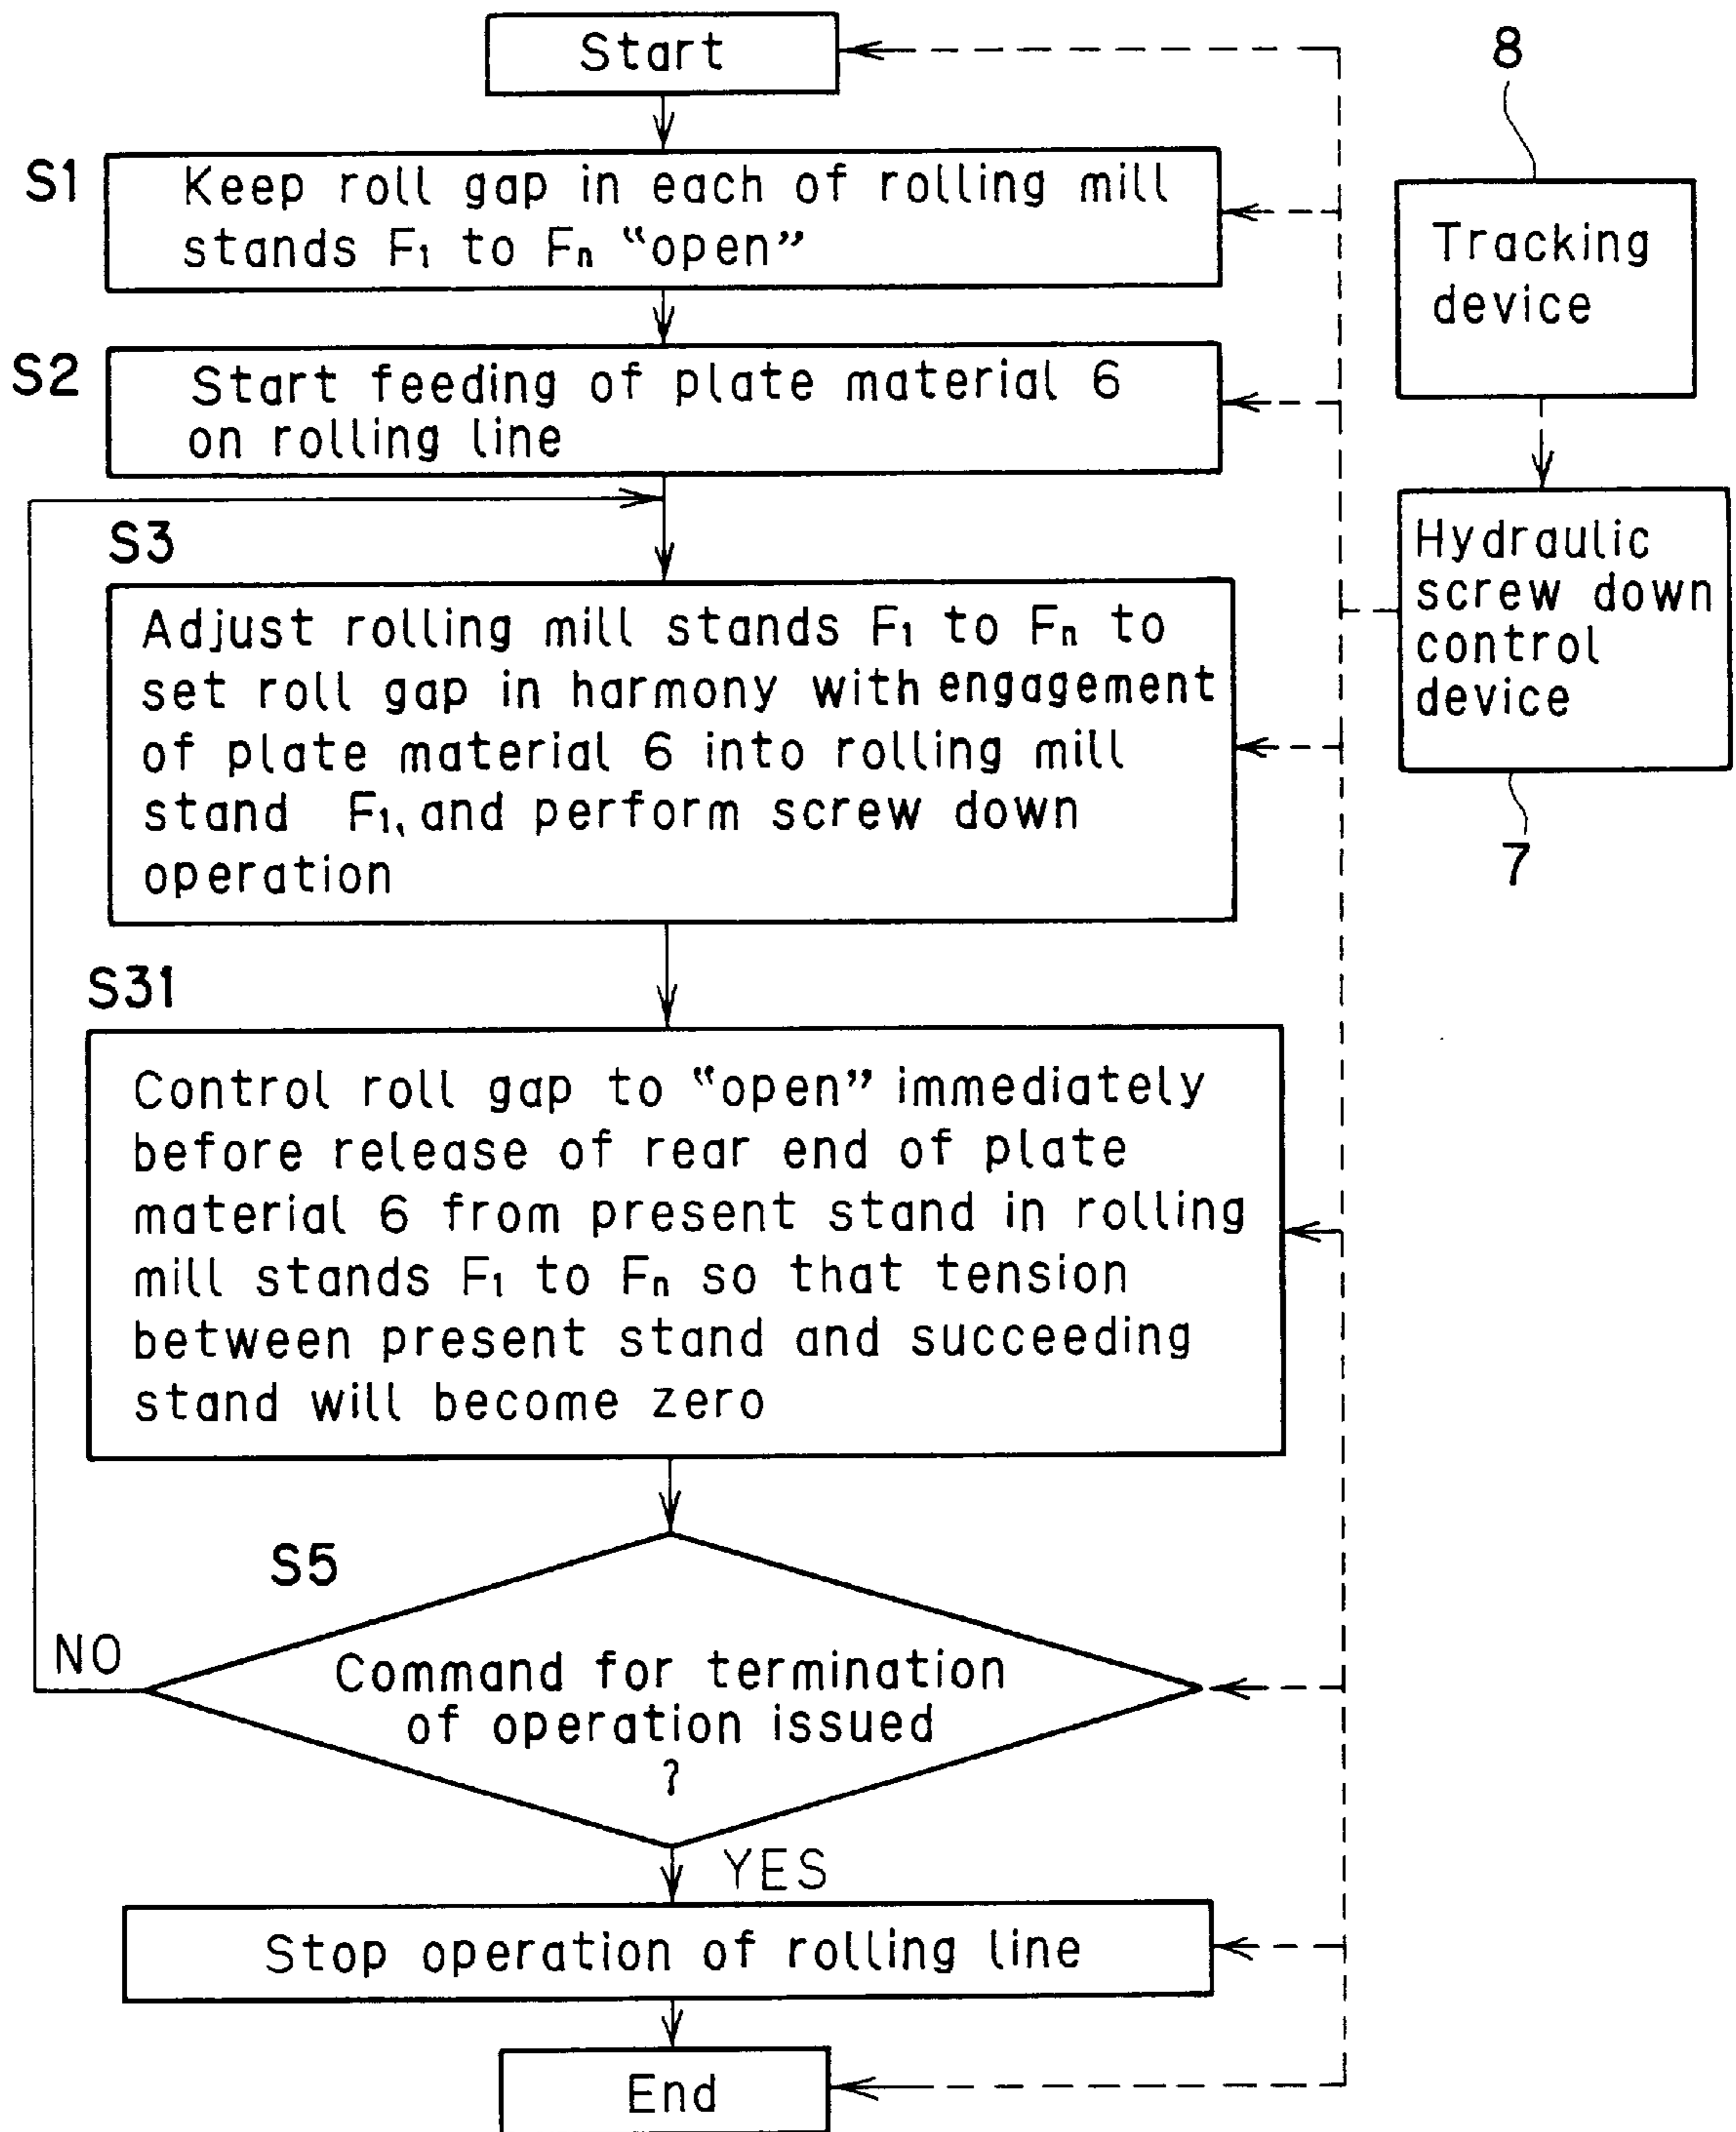 Start
S1
Keep roll gap in each of rolling mill
stands F1 to Fn “open”
S2
Start feeding of plate material 6
on rolling line
S3
Adjust rolling mill stands F1 to Fn to
set roll gap in harmony with engagement
of plate material 6 into rolling mill
stand F1, and perform screw down
operation
S31
Control roll gap to “open” immediately
before release of rear end of plate
material 6 from present stand in rolling
mill stands F1 to Fn so that tension
between present stand and succeeding
stand will become zero
S5
NO
Command for termination
of operation issued
?
YES
Stop operation of rolling line
End
8
Tracking
device
Hydraulic
screw down
control
device
7